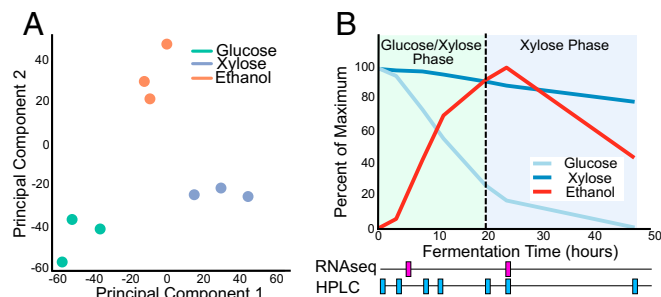 A
Principal Component 2
40
20
0
-20
-40
-60
Glucose
Xylose
Ethanol
-60
-40
-20
0
20
40
60
Principal Component 1
B
Percent of Maximum
100
80
60
40
20
0
Glucose/Xylose
Phase
Xylose Phase
Glucose
Xylose
Ethanol
0 10 20 30 40 50
Fermentation Time (hours)
RNAseq
HPLC